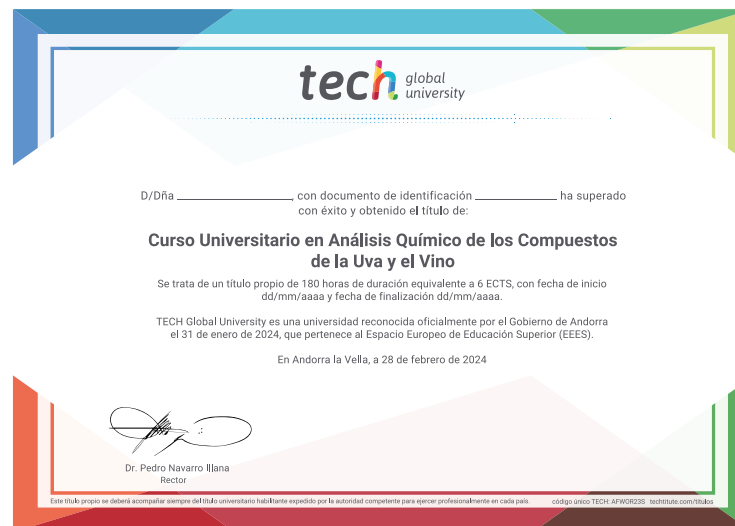 tech global university
D/Dña ______________, con documento de identificación ______________ ha superado
con éxito y obtenido el título de:
Curso Universitario en Análisis Químico de los Compuestos
de la Uva y el Vino
Se trata de un título propio de 180 horas de duración equivalente a 6 ECTS, con fecha de inicio
dd/mm/aaaa y fecha de finalización dd/mm/aaaa.
TECH Global University es una universidad reconocida oficialmente por el Gobierno de Andorra
el 31 de enero de 2024, que pertenece al Espacio Europeo de Educación Superior (EEES).
En Andorra la Vella, a 28 de febrero de 2024
Dr. Pedro Navarro Illana
Rector
Este título propio se deberá acompañar siempre del título universitario habilitante expedido por la autoridad competente para ejercer profesionalmente en cada país. código único TECH: AFWOR23S techtitute.com/titulos